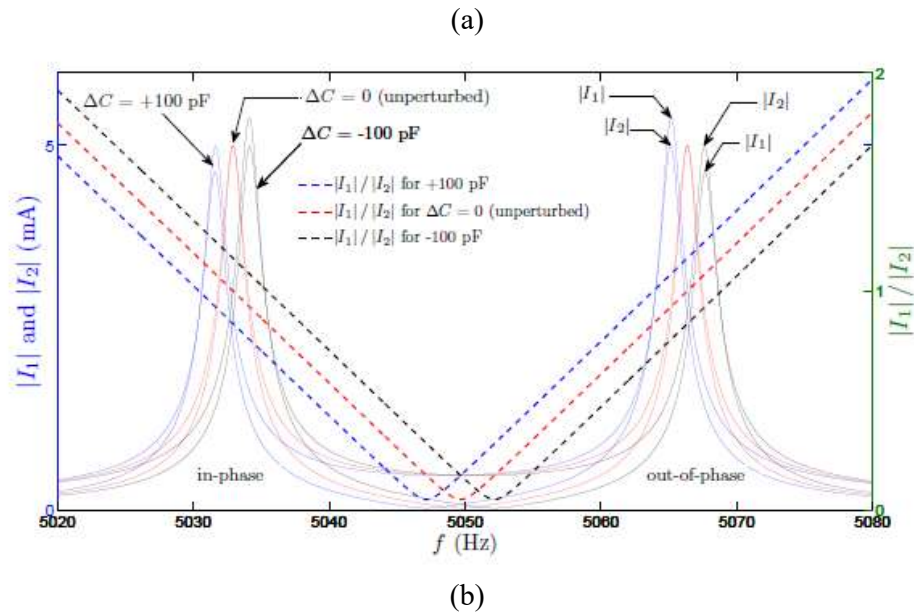 (a)
ΔC = +100 pF
ΔC = 0 (unperturbed)
ΔC = -100 pF
|I₁|
|I₂|
|I₂|
|I₁|
|I₁| / |I₂| for +100 pF
|I₁| / |I₂| for ΔC = 0 (unperturbed)
|I₁| / |I₂| for -100 pF
in-phase
out-of-phase
|I₁| and |I₂| (mA)
0
5
|I₁| / |I₂|
0
1
2
5020
5030
5040
5050
5060
5070
5080
f (Hz)
(b)